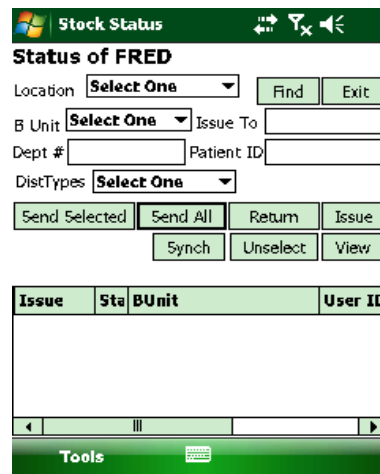 Stock Status
Status of FRED
Location Select One Find Exit
B Unit Select One Issue To
Dept # Patient ID
DistTypes Select One
Send Selected Send All Return Issue
Synch Unselect View
Issue Sta BUnit User ID
Tools